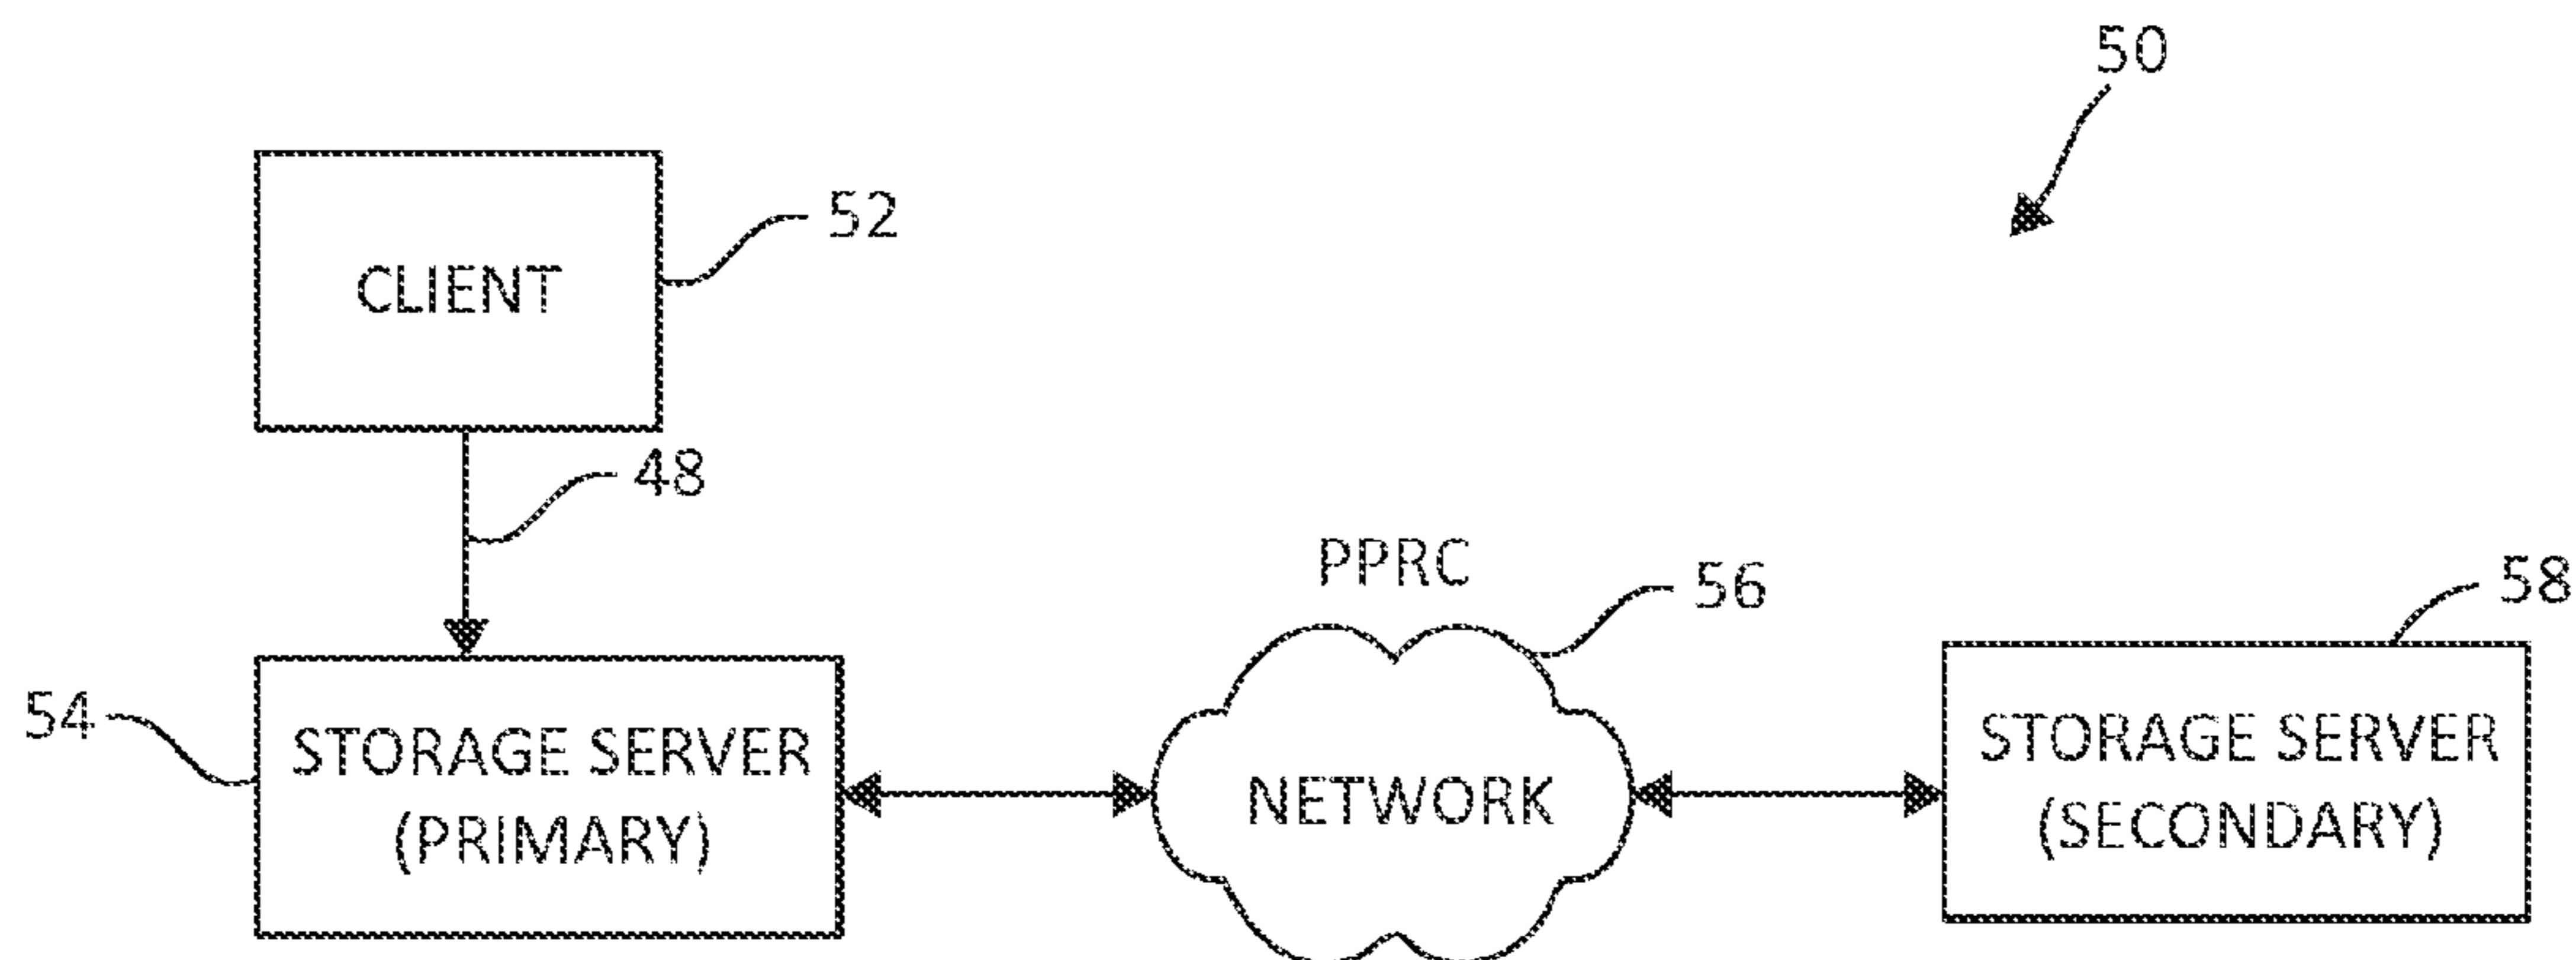 50
52
CLIENT
48
PPRC
56
58
54
STORAGE SERVER
(PRIMARY)
NETWORK
STORAGE SERVER
(SECONDARY)